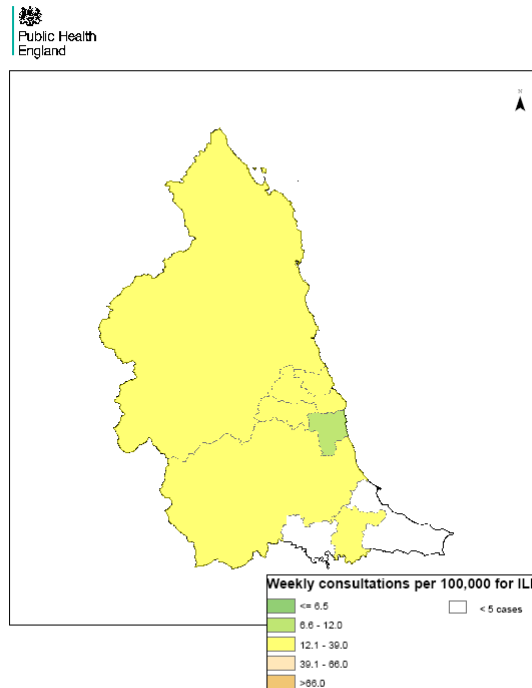 Public Health
England
N
Weekly consultations per 100,000 for ILI
<= 6.5
< 5 cases
6.6 - 12.0
12.1 - 39.0
39.1 - 66.0
>66.0